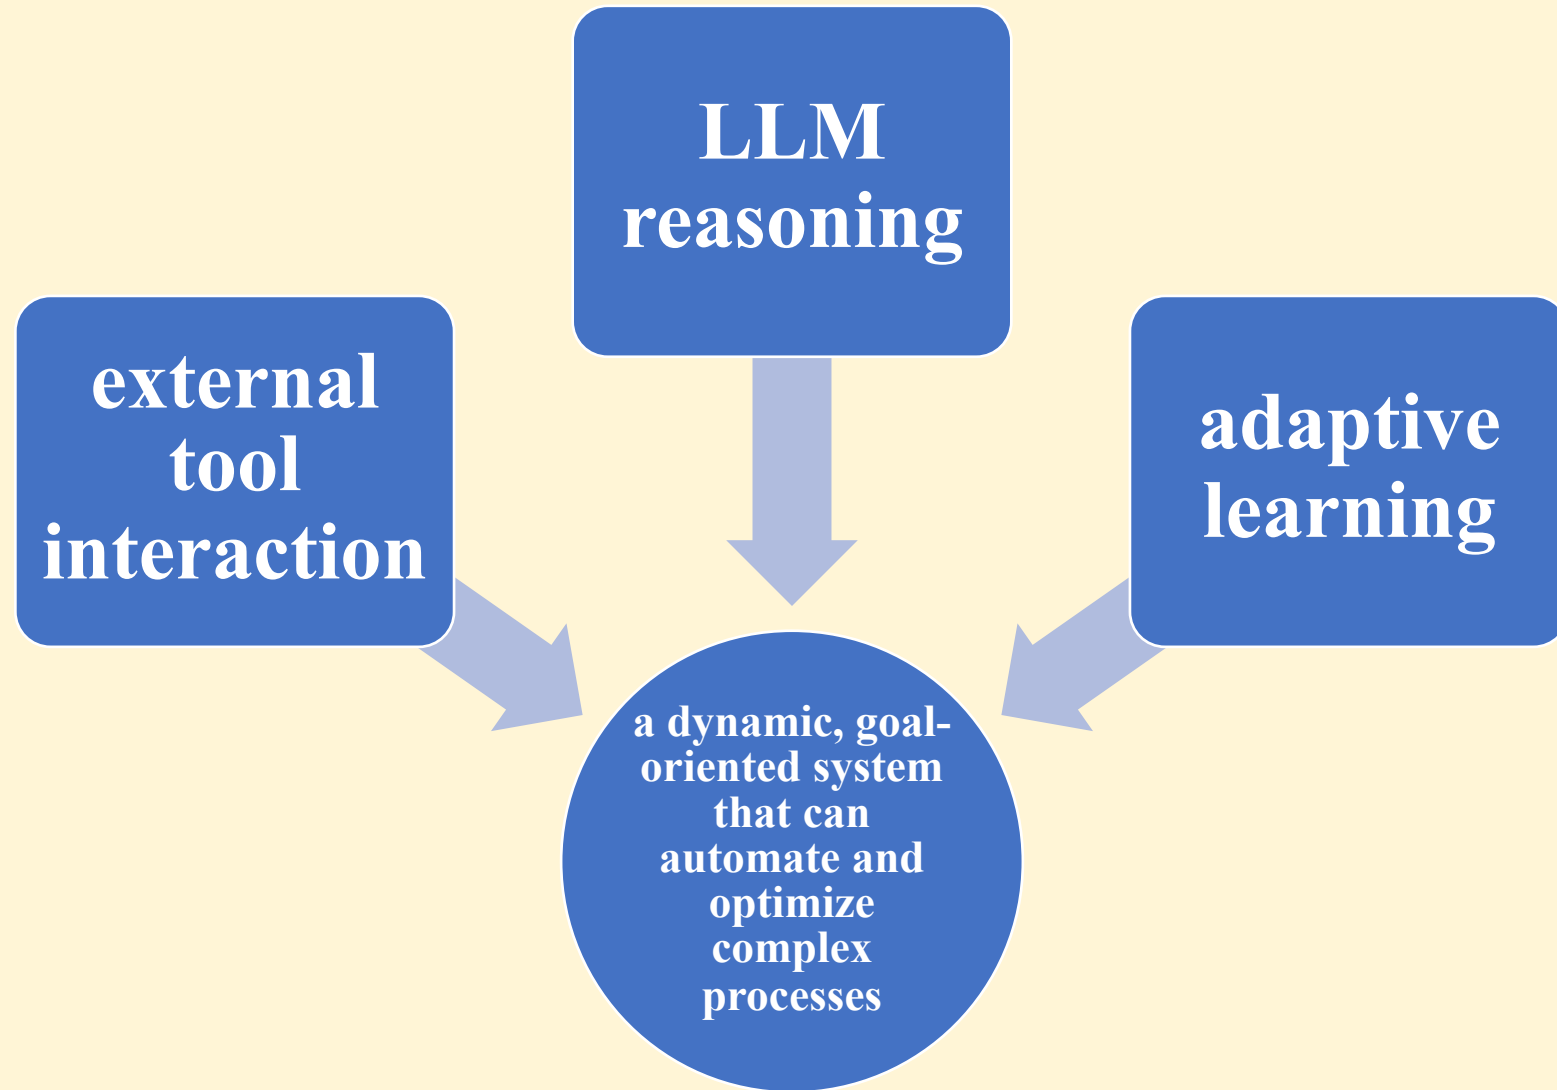 LLM
reasoning
external
tool
interaction
adaptive
learning
a dynamic, goal-
oriented system
that can
automate and
optimize
complex
processes